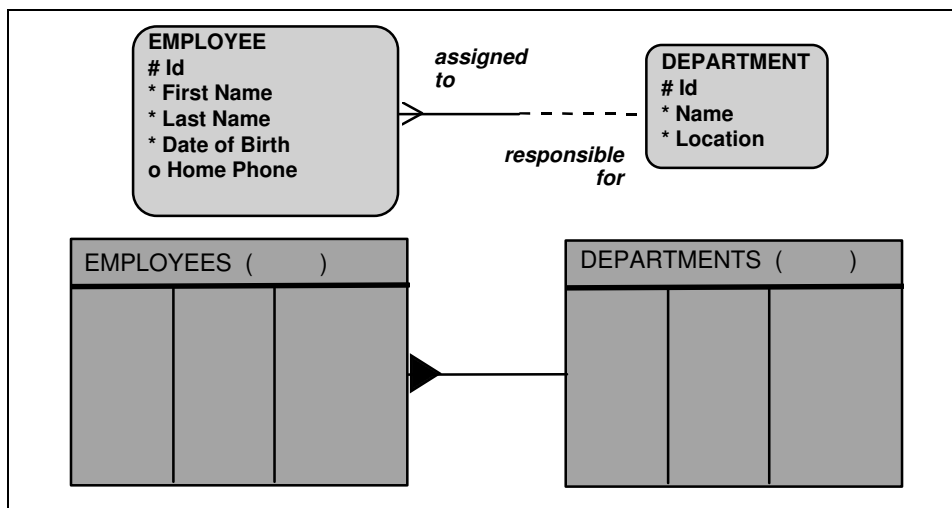 EMPLOYEE
# Id
* First Name
* Last Name
* Date of Birth
o Home Phone
assigned
to
responsible
for
DEPARTMENT
# Id
* Name
* Location
EMPLOYEES ( )
DEPARTMENTS ( )